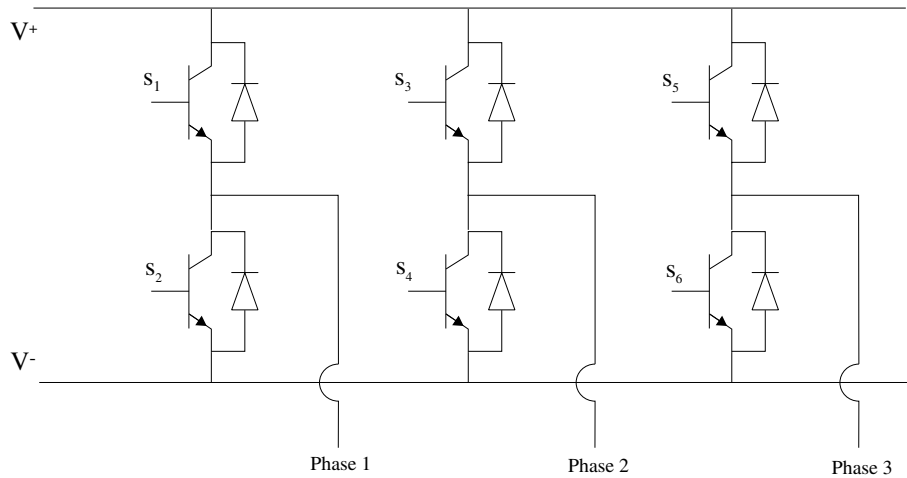 V+
S1
S3
S5
S2
S4
S6
V-
Phase 1
Phase 2
Phase 3